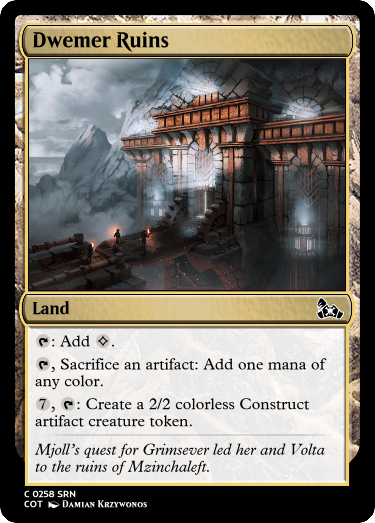 Dwemer Ruins
Land
: Add .
, Sacrifice an artifact: Add one mana of
any color.
7, : Create a 2/2 colorless Construct
artifact creature token.
Mjoll's quest for Grimsever led her and Volta
to the ruins of Mzinchaleft.
C 0258 SRN
COT Damian Krzywonos